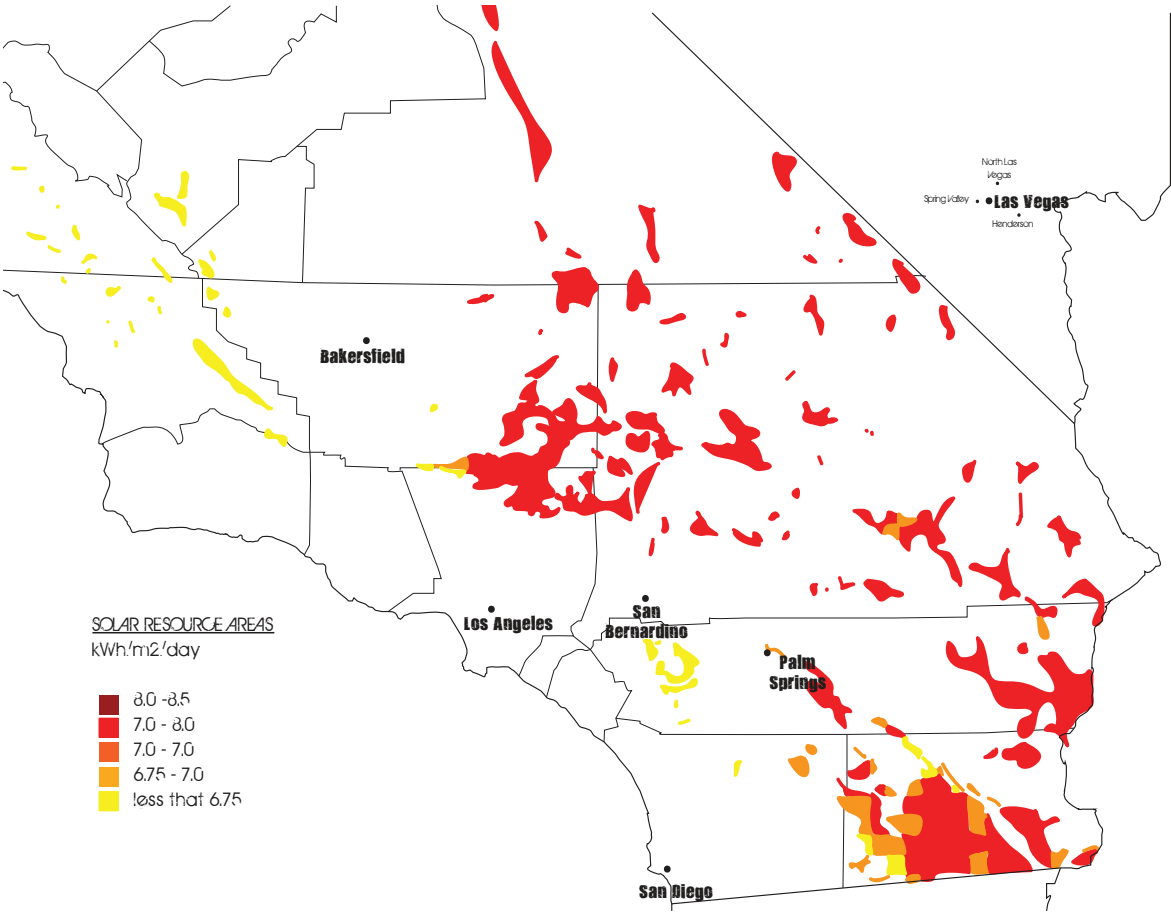 North Las
Vegas
Spring Valley
Las Vegas
Henderson
Bakersfield
Los Angeles
San
Bernardino
Palm
Springs
San Diego
SOLAR RESOURCE AREAS
kWh/m2/day
8.0 -8.5
7.0 - 8.0
7.0 - 7.0
6.75 - 7.0
less that 6.75